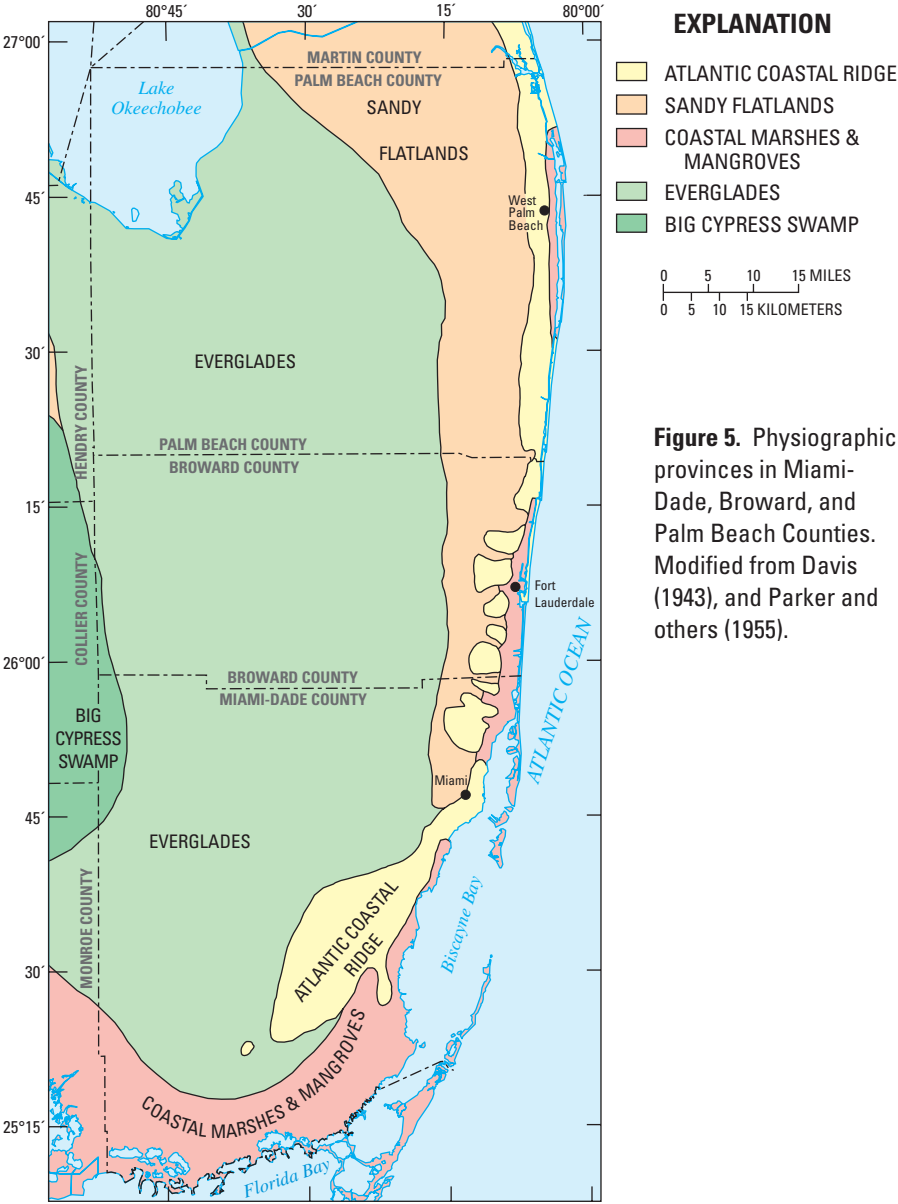 80°45′ 30′ 15′ 80°00′
27°00′
MARTIN COUNTY
PALM BEACH COUNTY
Lake
Okeechobee
SANDY
FLATLANDS
45′
West
Palm
Beach
30′
EVERGLADES
HENDRY COUNTY
PALM BEACH COUNTY
BROWARD COUNTY
15′
COLLIER COUNTY
Fort
Lauderdale
26°00′
BROWARD COUNTY
MIAMI-DADE COUNTY
ATLANTIC OCEAN
BIG
CYPRESS
SWAMP
Miami
45′
EVERGLADES
MONROE COUNTY
ATLANTIC COASTAL
RIDGE
Biscayne Bay
30′
COASTAL MARSHES & MANGROVES
25°15′
Florida Bay
EXPLANATION
ATLANTIC COASTAL RIDGE
SANDY FLATLANDS
COASTAL MARSHES &
MANGROVES
EVERGLADES
BIG CYPRESS SWAMP
0 5 10 15 MILES
0 5 10 15 KILOMETERS
Figure 5. Physiographic
provinces in Miami-
Dade, Broward, and
Palm Beach Counties.
Modified from Davis
(1943), and Parker and
others (1955).